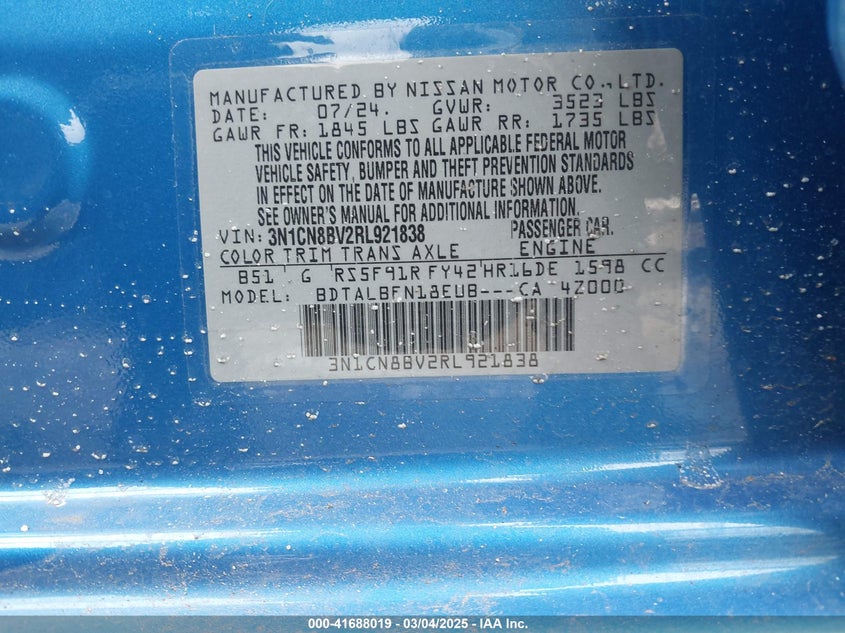 MANUFACTURED BY NISSAN MOTOR CO., LTD.
DATE: 07/24. GVWR: 3523 LBS
GAWR FR: 1845 LBS GAWR RR: 1735 LBS
THIS VEHICLE CONFORMS TO ALL APPLICABLE FEDERAL MOTOR
VEHICLE SAFETY, BUMPER AND THEFT PREVENTION STANDARDS
IN EFFECT ON THE DATE OF MANUFACTURE SHOWN ABOVE.
SEE OWNER'S MANUAL FOR ADDITIONAL INFORMATION.
VIN: 3N1CN8BV2RL921838 PASSENGER CAR.
COLOR TRIM TRANS AXLE ENGINE
B51 G RS5F91R FY42 HR16DE 1598 CC
MODEL: BDTALBFN18EUB---CA 4Z000
3N1CN8BV2RL921838
000-41688019 — 03/04/2025 — IAA Inc.